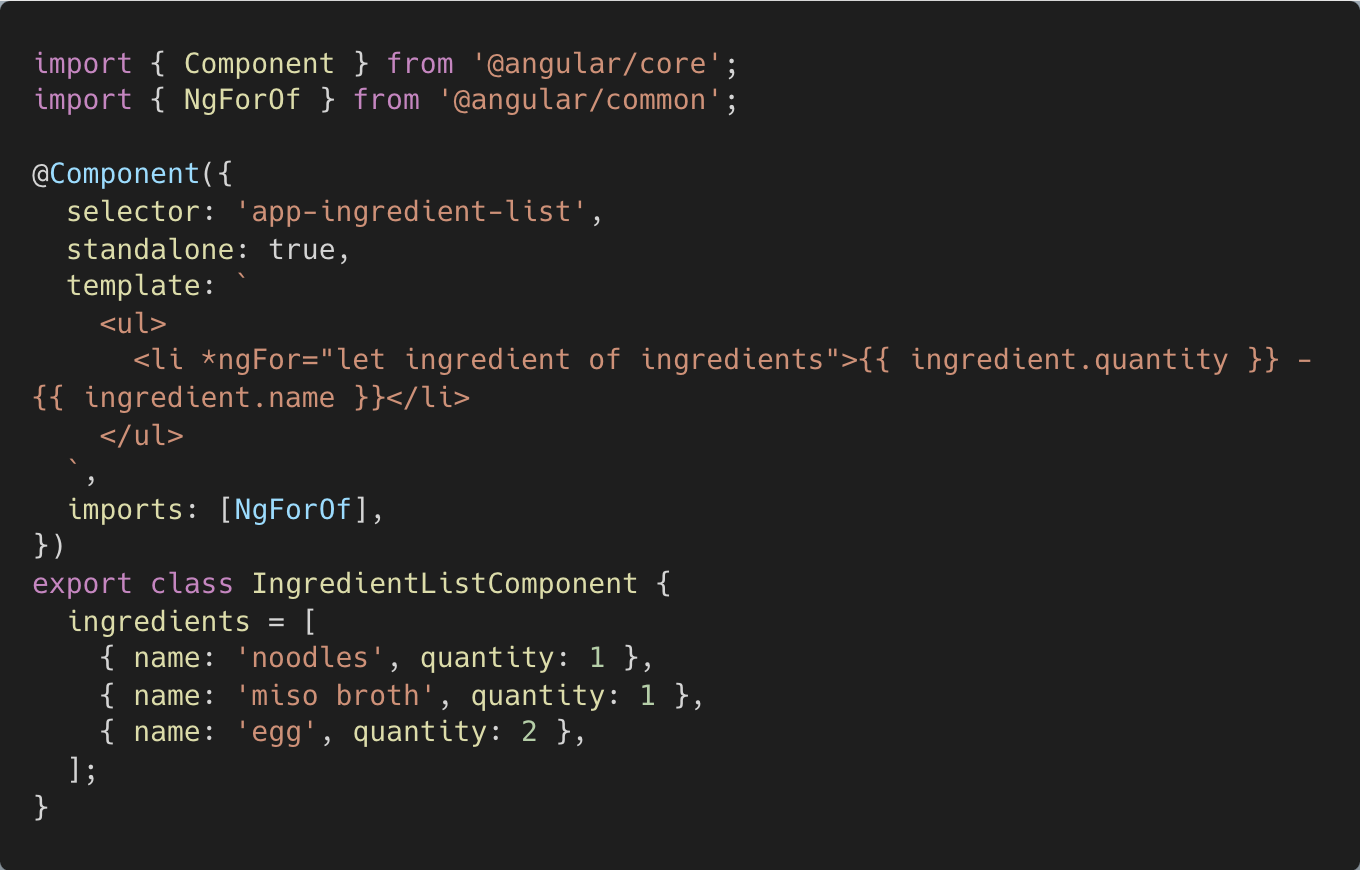 import { Component } from '@angular/core';
import { NgForOf } from '@angular/common';

@Component({
  selector: 'app-ingredient-list',
  standalone: true,
  template: `
    <ul>
      <li *ngFor="let ingredient of ingredients">{{ ingredient.quantity }} -
{{ ingredient.name }}</li>
    </ul>
  `,
  imports: [NgForOf],
})
export class IngredientListComponent {
  ingredients = [
    { name: 'noodles', quantity: 1 },
    { name: 'miso broth', quantity: 1 },
    { name: 'egg', quantity: 2 },
  ];
}